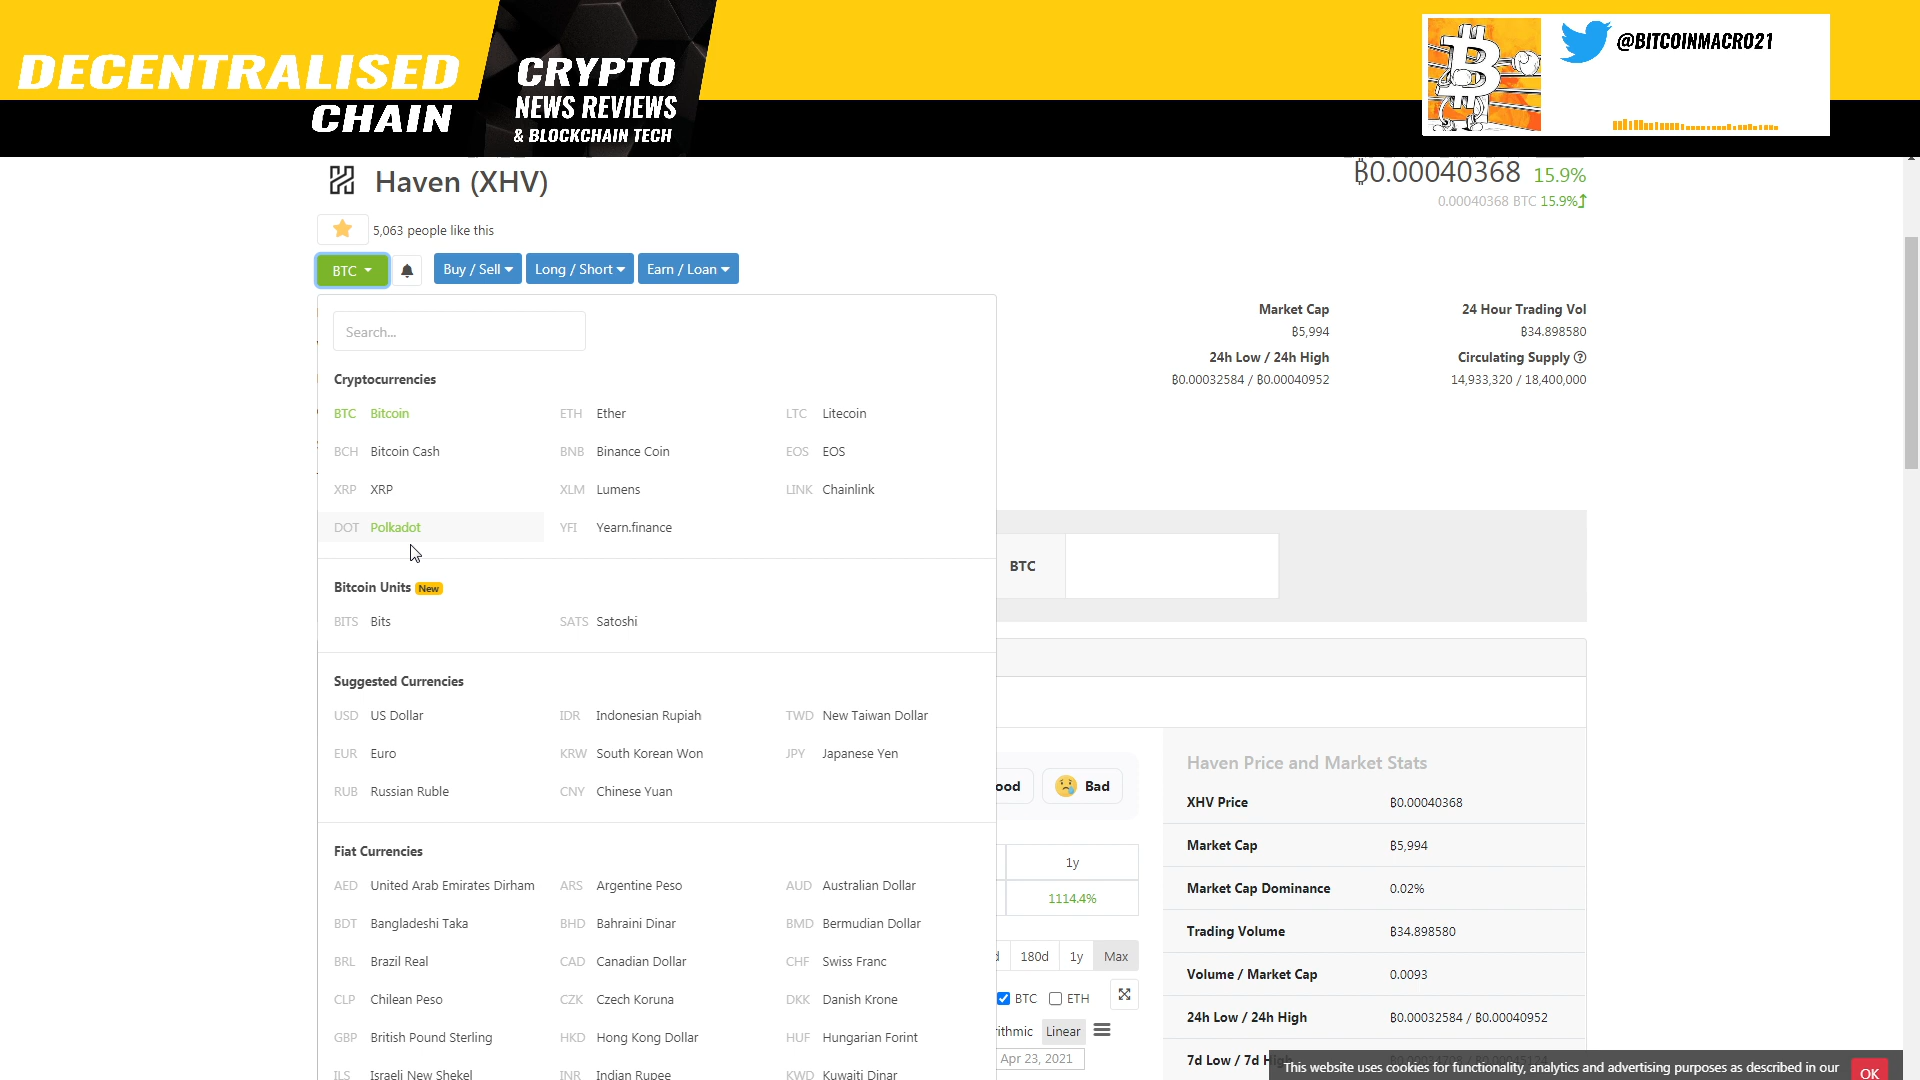 DECENTRALISED
CHAIN
CRYPTO
NEWS REVIEWS
& BLOCKCHAIN TECH
@BITCOINMACRO21
Haven (XHV)
₿0.00040368 15.9%
0.00040368 BTC 15.9%
5,063 people like this
BTC
Buy / Sell
Long / Short
Earn / Loan
Market Cap
₿5,994
24 Hour Trading Vol
₿34.898580
24h Low / 24h High
₿0.00032584 / ₿0.00040952
Circulating Supply
14,933,320 / 18,400,000
Search...
Cryptocurrencies
BTC Bitcoin
ETH Ether
LTC Litecoin
BCH Bitcoin Cash
BNB Binance Coin
EOS EOS
XRP XRP
XLM Lumens
LINK Chainlink
DOT Polkadot
YFI Yearn.finance
Bitcoin Units New
BITS Bits
SATS Satoshi
Suggested Currencies
USD US Dollar
IDR Indonesian Rupiah
TWD New Taiwan Dollar
EUR Euro
KRW South Korean Won
JPY Japanese Yen
RUB Russian Ruble
CNY Chinese Yuan
Fiat Currencies
AED United Arab Emirates Dirham
ARS Argentine Peso
AUD Australian Dollar
BDT Bangladeshi Taka
BHD Bahraini Dinar
BMD Bermudian Dollar
BRL Brazil Real
CAD Canadian Dollar
CHF Swiss Franc
CLP Chilean Peso
CZK Czech Koruna
DKK Danish Krone
GBP British Pound Sterling
HKD Hong Kong Dollar
HUF Hungarian Forint
ILS Israeli New Shekel
INR Indian Rupee
KWD Kuwaiti Dinar
BTC
ood
Bad
1y
1114.4%
d 180d 1y Max
BTC ETH
ithmic Linear
Apr 23, 2021
Haven Price and Market Stats
XHV Price ₿0.00040368
Market Cap ₿5,994
Market Cap Dominance 0.02%
Trading Volume ₿34.898580
Volume / Market Cap 0.0093
24h Low / 24h High ₿0.00032584 / ₿0.00040952
7d Low / 7d High
This website uses cookies for functionality, analytics and advertising purposes as described in our
OK